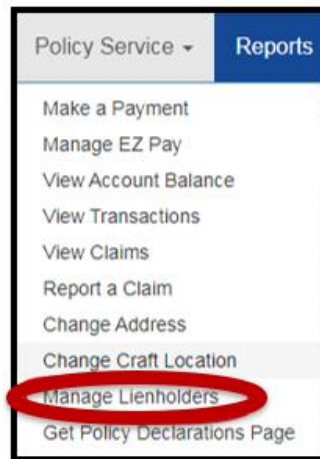 Policy Service Reports
Make a Payment
Manage EZ Pay
View Account Balance
View Transactions
View Claims
Report a Claim
Change Address
Change Craft Location
Manage Lienholders
Get Policy Declarations Page